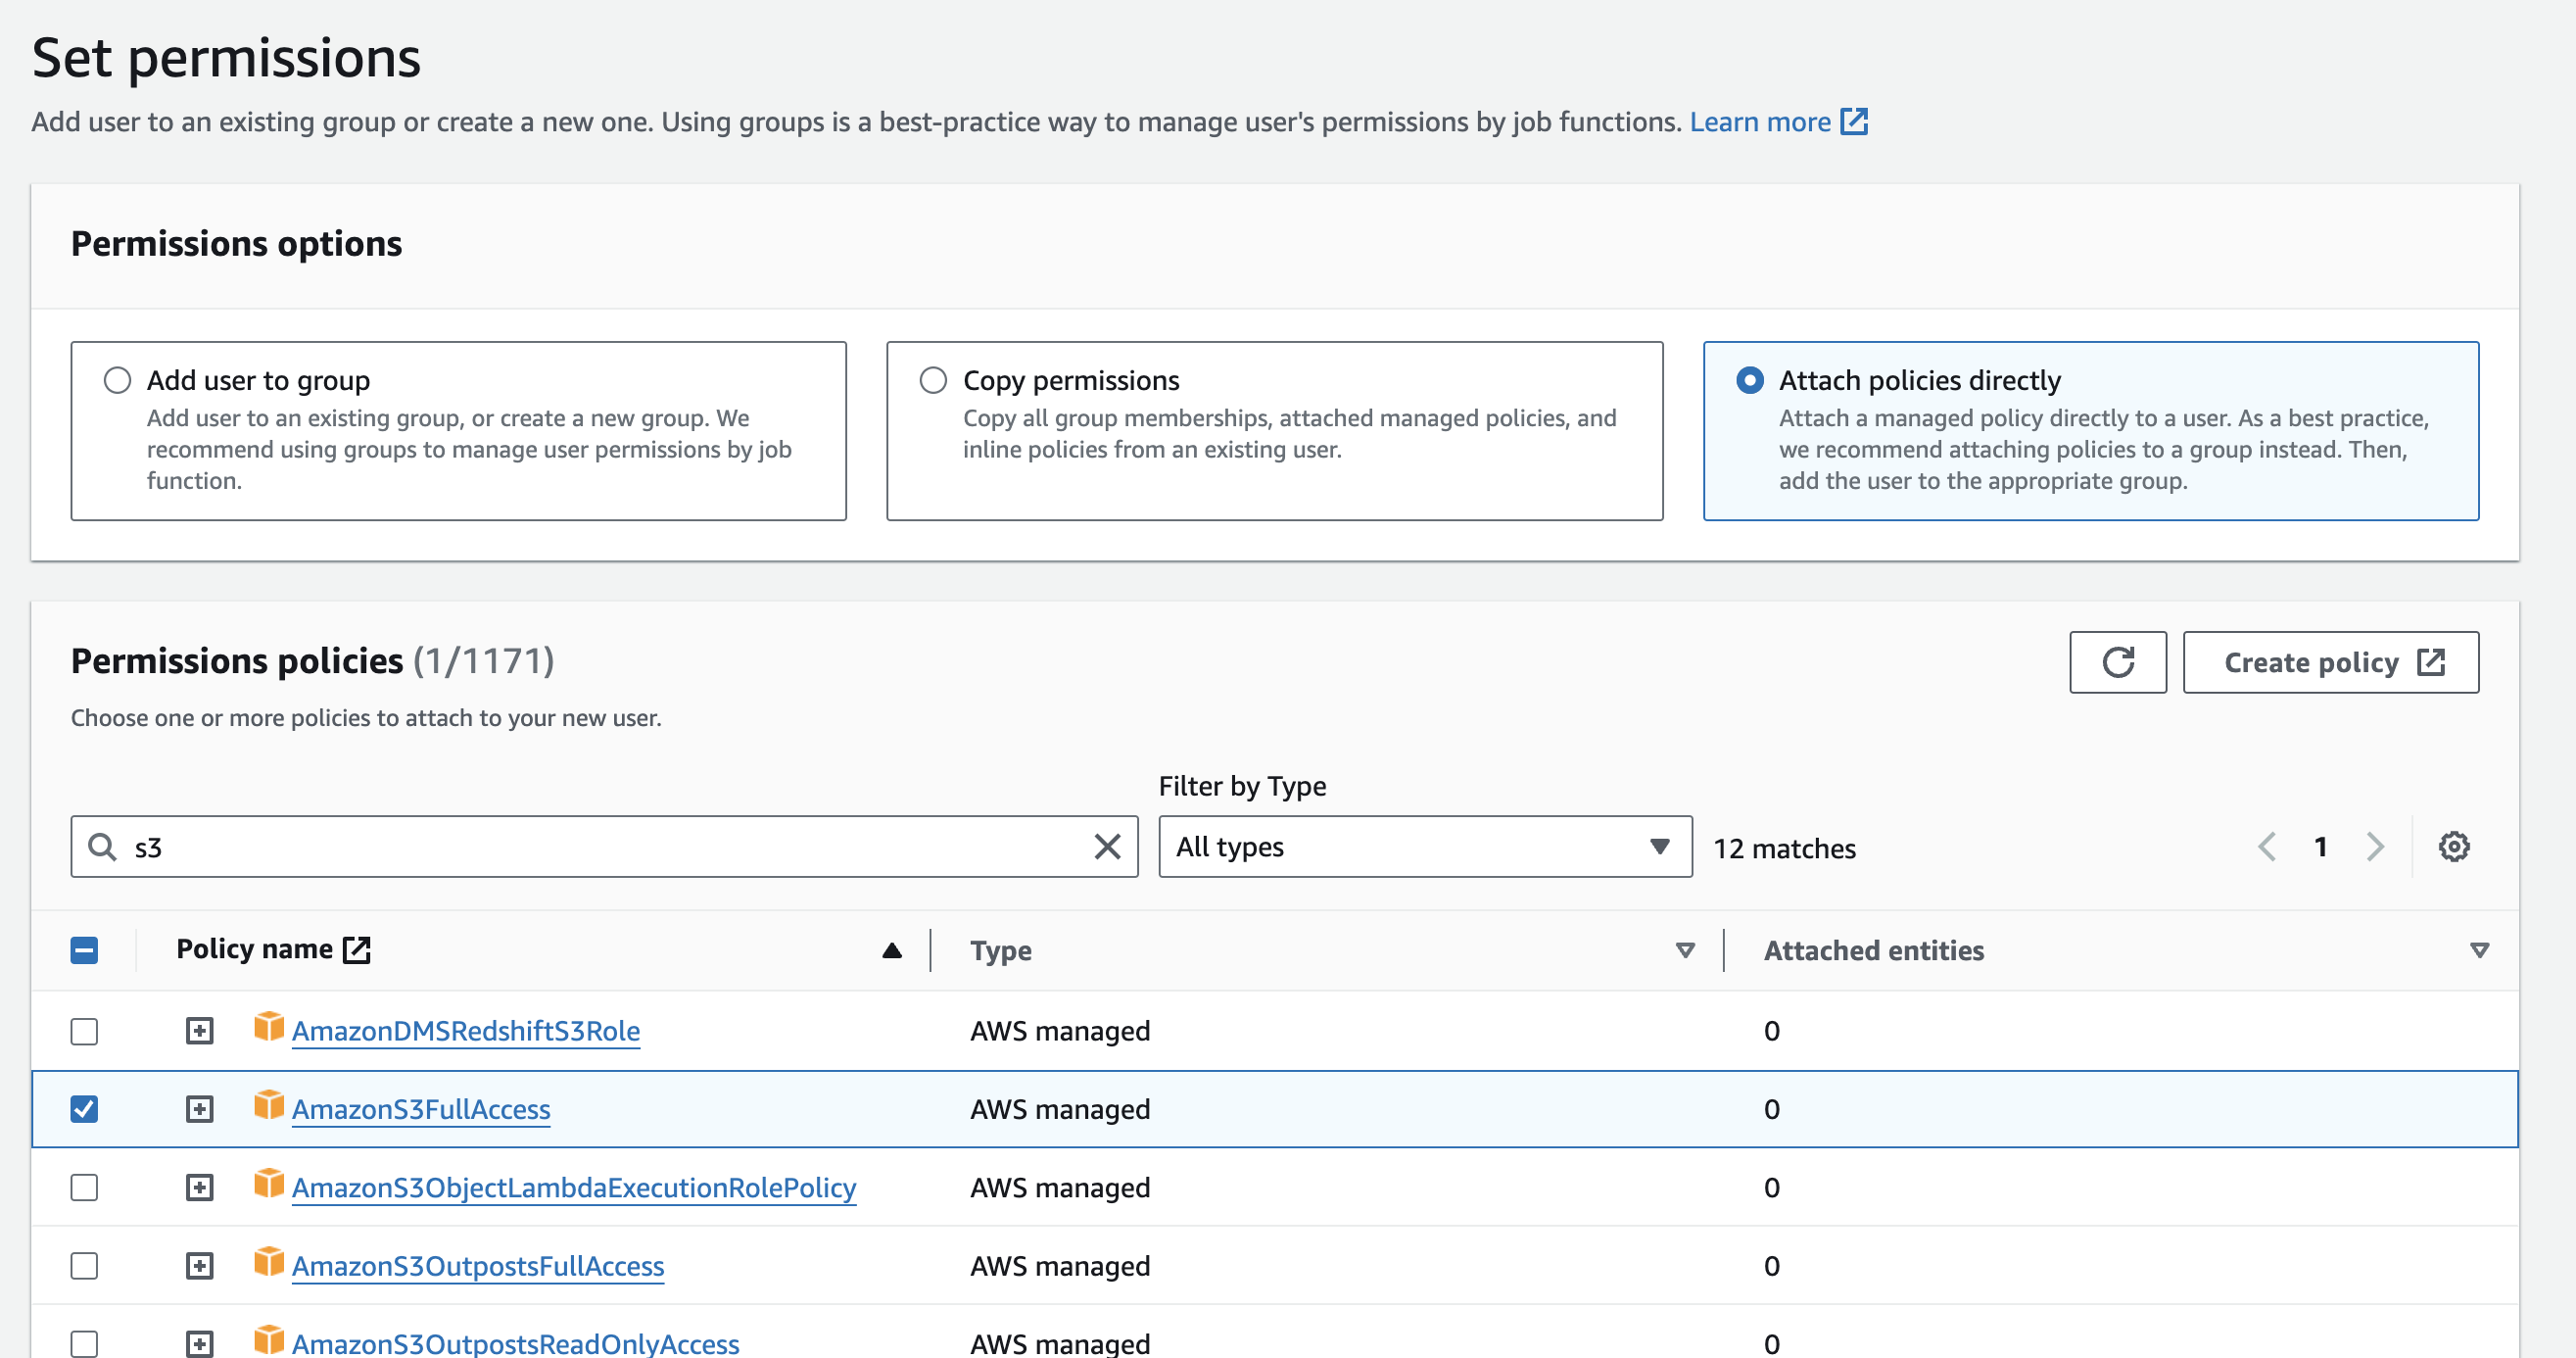 Set permissions
Add user to an existing group or create a new one. Using groups is a best-practice way to manage user's permissions by job functions. Learn more
Permissions options
Add user to group
Add user to an existing group, or create a new group. We
recommend using groups to manage user permissions by job
function.
Copy permissions
Copy all group memberships, attached managed policies, and
inline policies from an existing user.
Attach policies directly
Attach a managed policy directly to a user. As a best practice,
we recommend attaching policies to a group instead. Then,
add the user to the appropriate group.
Permissions policies (1/1171)
Create policy
Choose one or more policies to attach to your new user.
Filter by Type
s3
All types
12 matches
1
Policy name
Type
Attached entities
AmazonDMSRedshiftS3Role AWS managed 0
AmazonS3FullAccess AWS managed 0
AmazonS3ObjectLambdaExecutionRolePolicy AWS managed 0
AmazonS3OutpostsFullAccess AWS managed 0
AmazonS3OutpostsReadOnlyAccess AWS managed 0